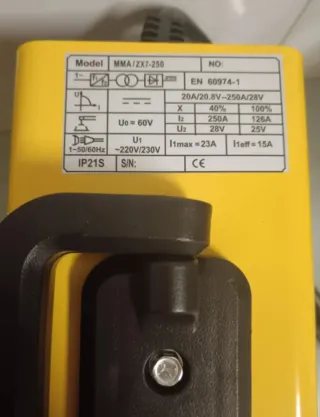 Model MMA/ZX7-250 NO:
1~ EN 60974-1
U I 20A/20.8V--250A/28V
X 40% 100%
U0 = 60V I2 250A 126A
U2 28V 25V
1~50/60Hz U1 ~220V/230V I1max =23A I1eff =15A
IP21S S/N: CE